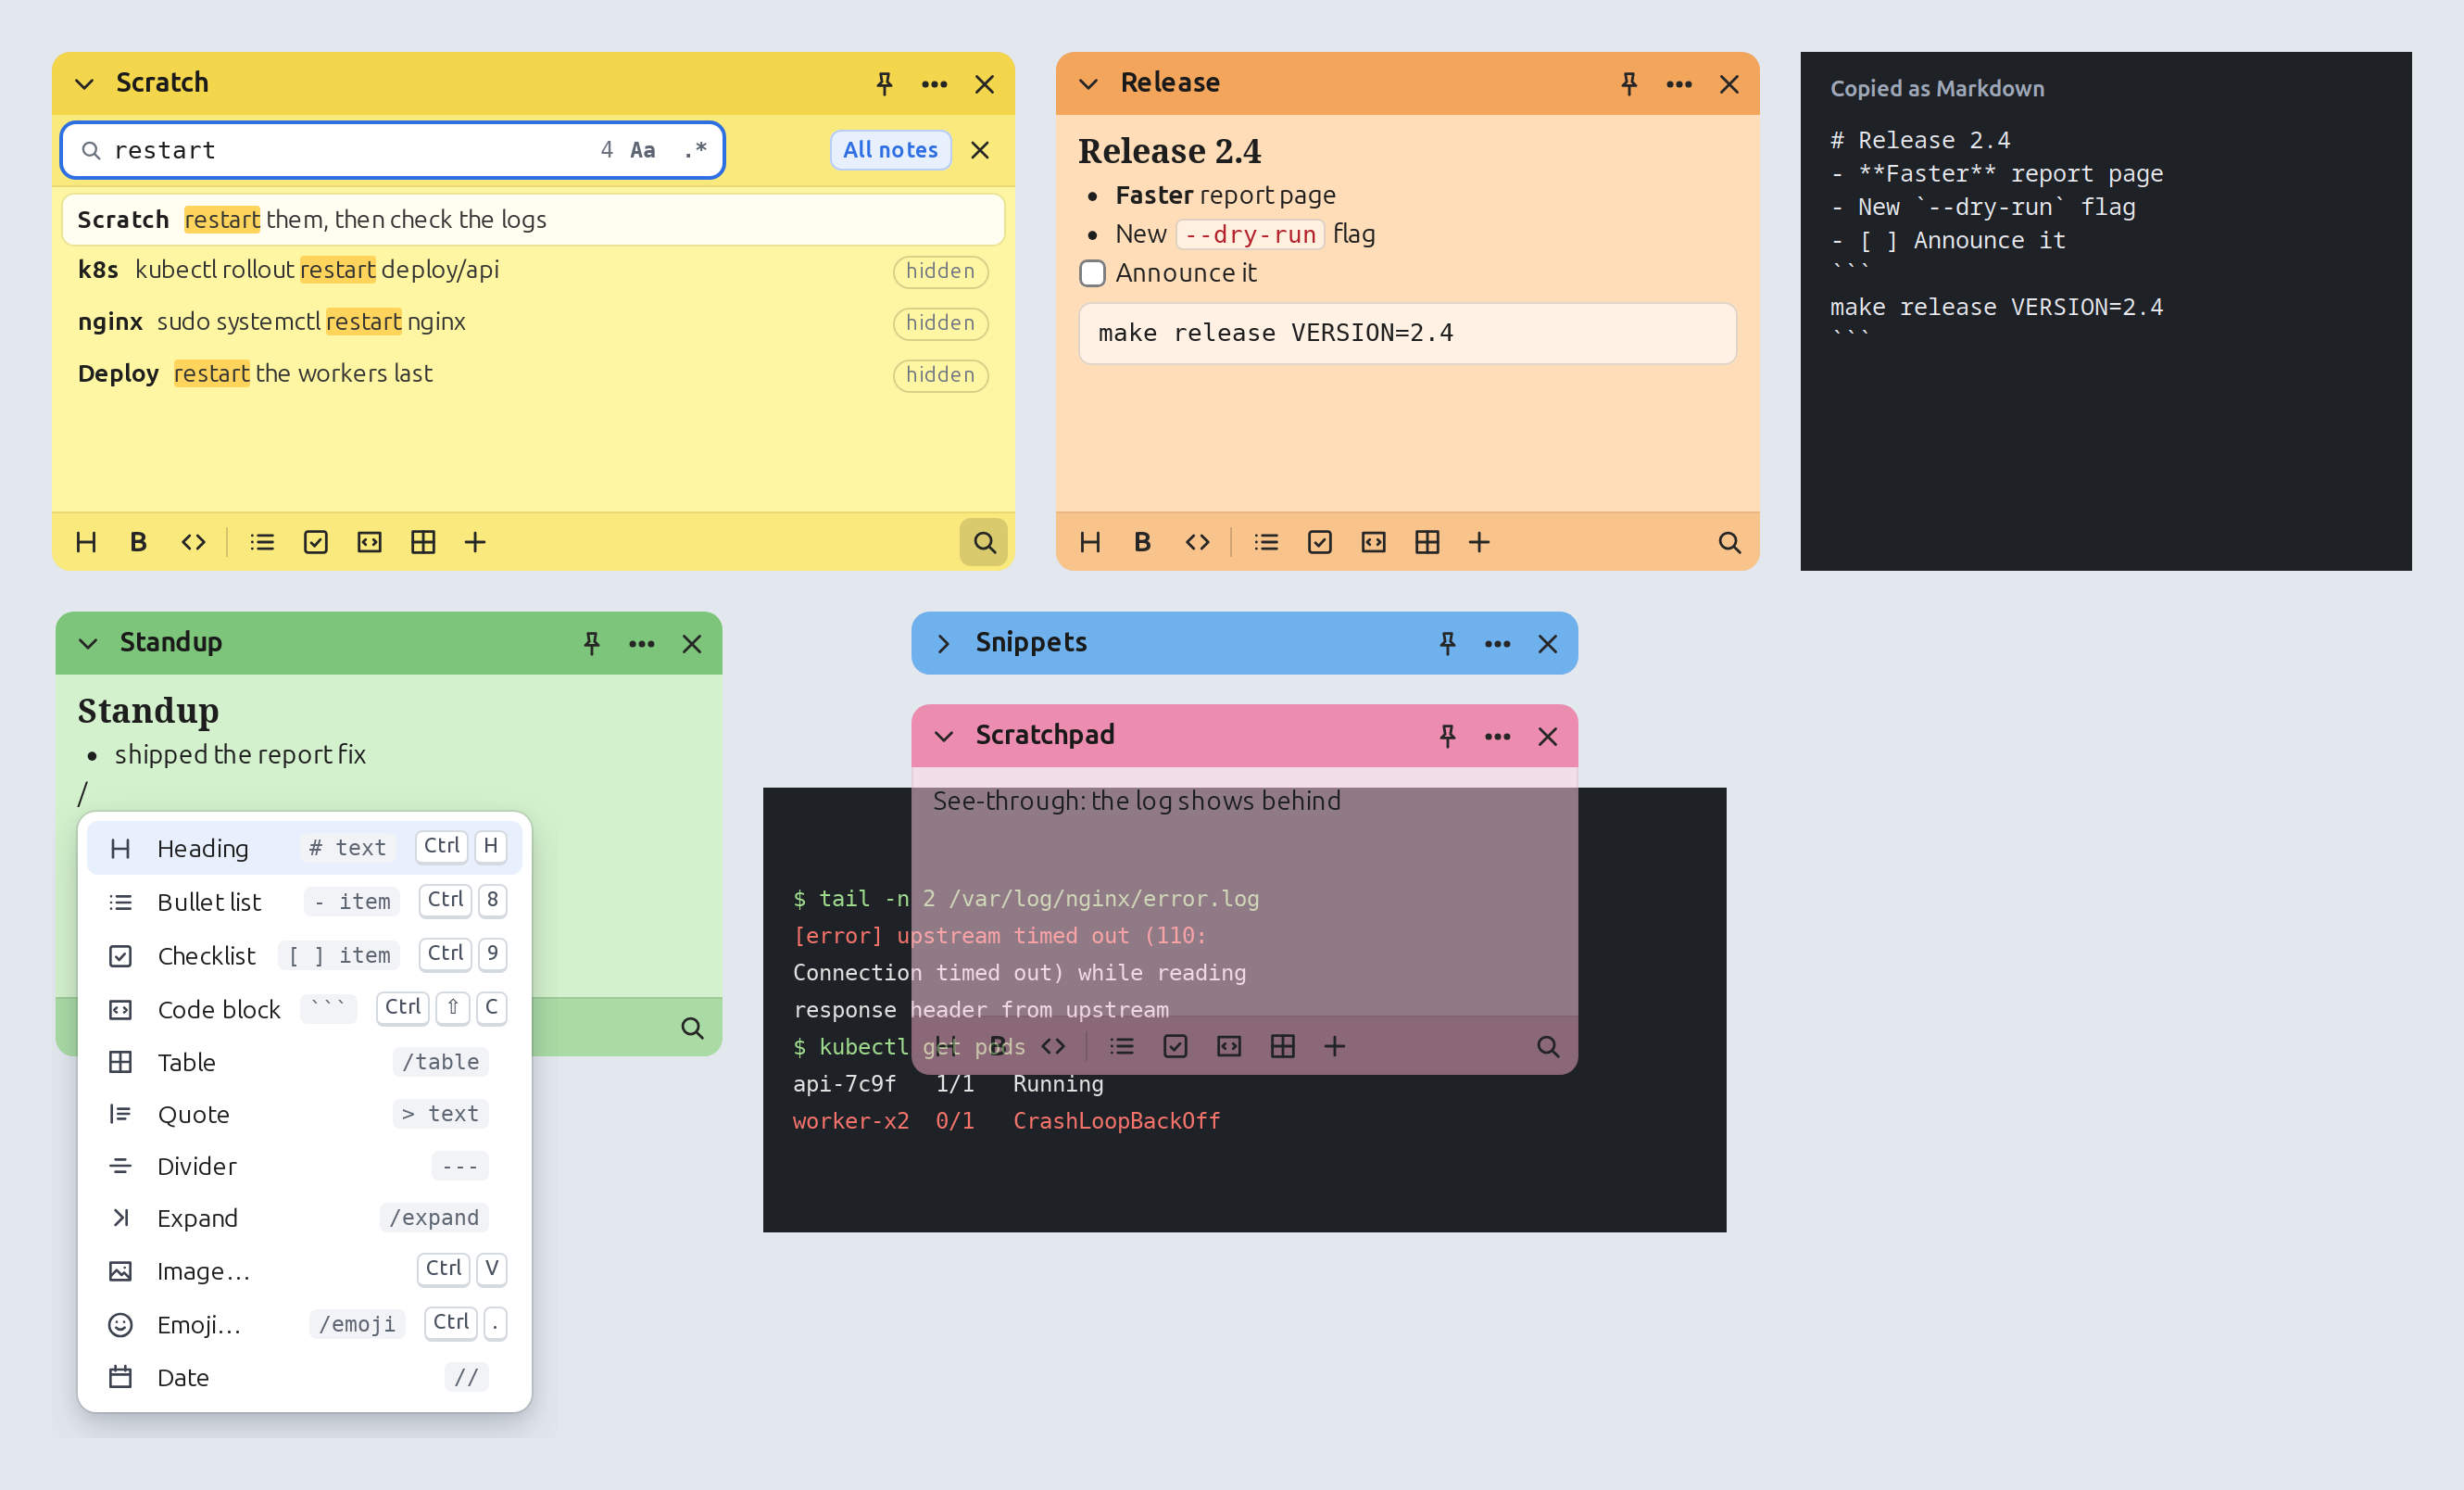 Scratch
restart 4 Aa .* All notes
Scratch restart them, then check the logs
k8s kubectl rollout restart deploy/api hidden
nginx sudo systemctl restart nginx hidden
Deploy restart the workers last hidden
H B
Release
Release 2.4
• Faster report page
• New --dry-run flag
Announce it
make release VERSION=2.4
H B
Copied as Markdown
# Release 2.4
- **Faster** report page
- New `--dry-run` flag
- [ ] Announce it
```
make release VERSION=2.4
```
Standup
Standup
• shipped the report fix
/
Heading # text Ctrl H
Bullet list - item Ctrl 8
Checklist [ ] item Ctrl 9
Code block ``` Ctrl ⇧ C
Table /table
Quote > text
Divider ---
Expand /expand
Image… Ctrl V
Emoji… /emoji Ctrl .
Date //
Snippets
Scratchpad
See-through: the log shows behind
$ tail -n 2 /var/log/nginx/error.log
[error] upstream timed out (110:
Connection timed out) while reading
response header from upstream
$ kubectl get pods
H B
api-7c9f 1/1 Running
worker-x2 0/1 CrashLoopBackOff